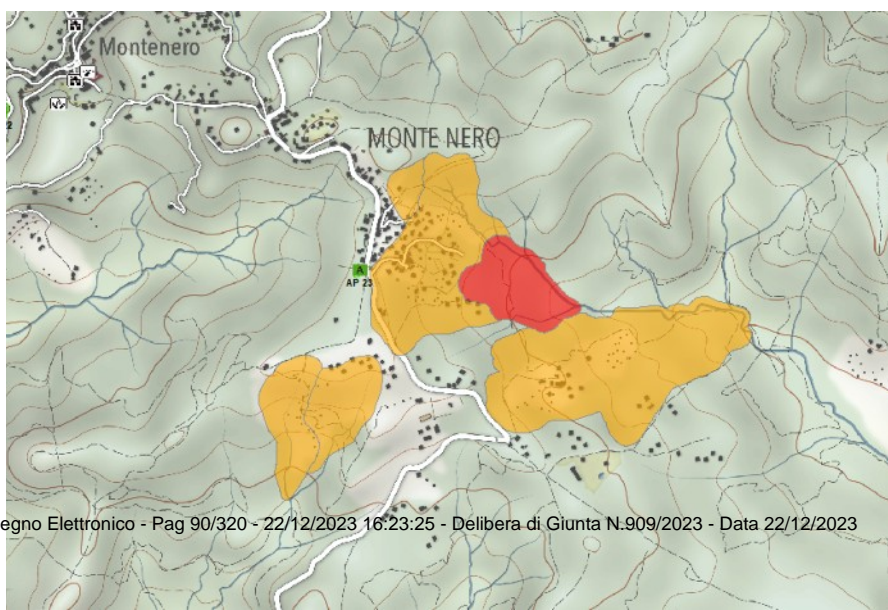 Montenero
2
MONTE NERO
A
AP 23
egno Elettronico - Pag 90/320 - 22/12/2023 16:23:25 - Delibera di Giunta N.909/2023 - Data 22/12/2023